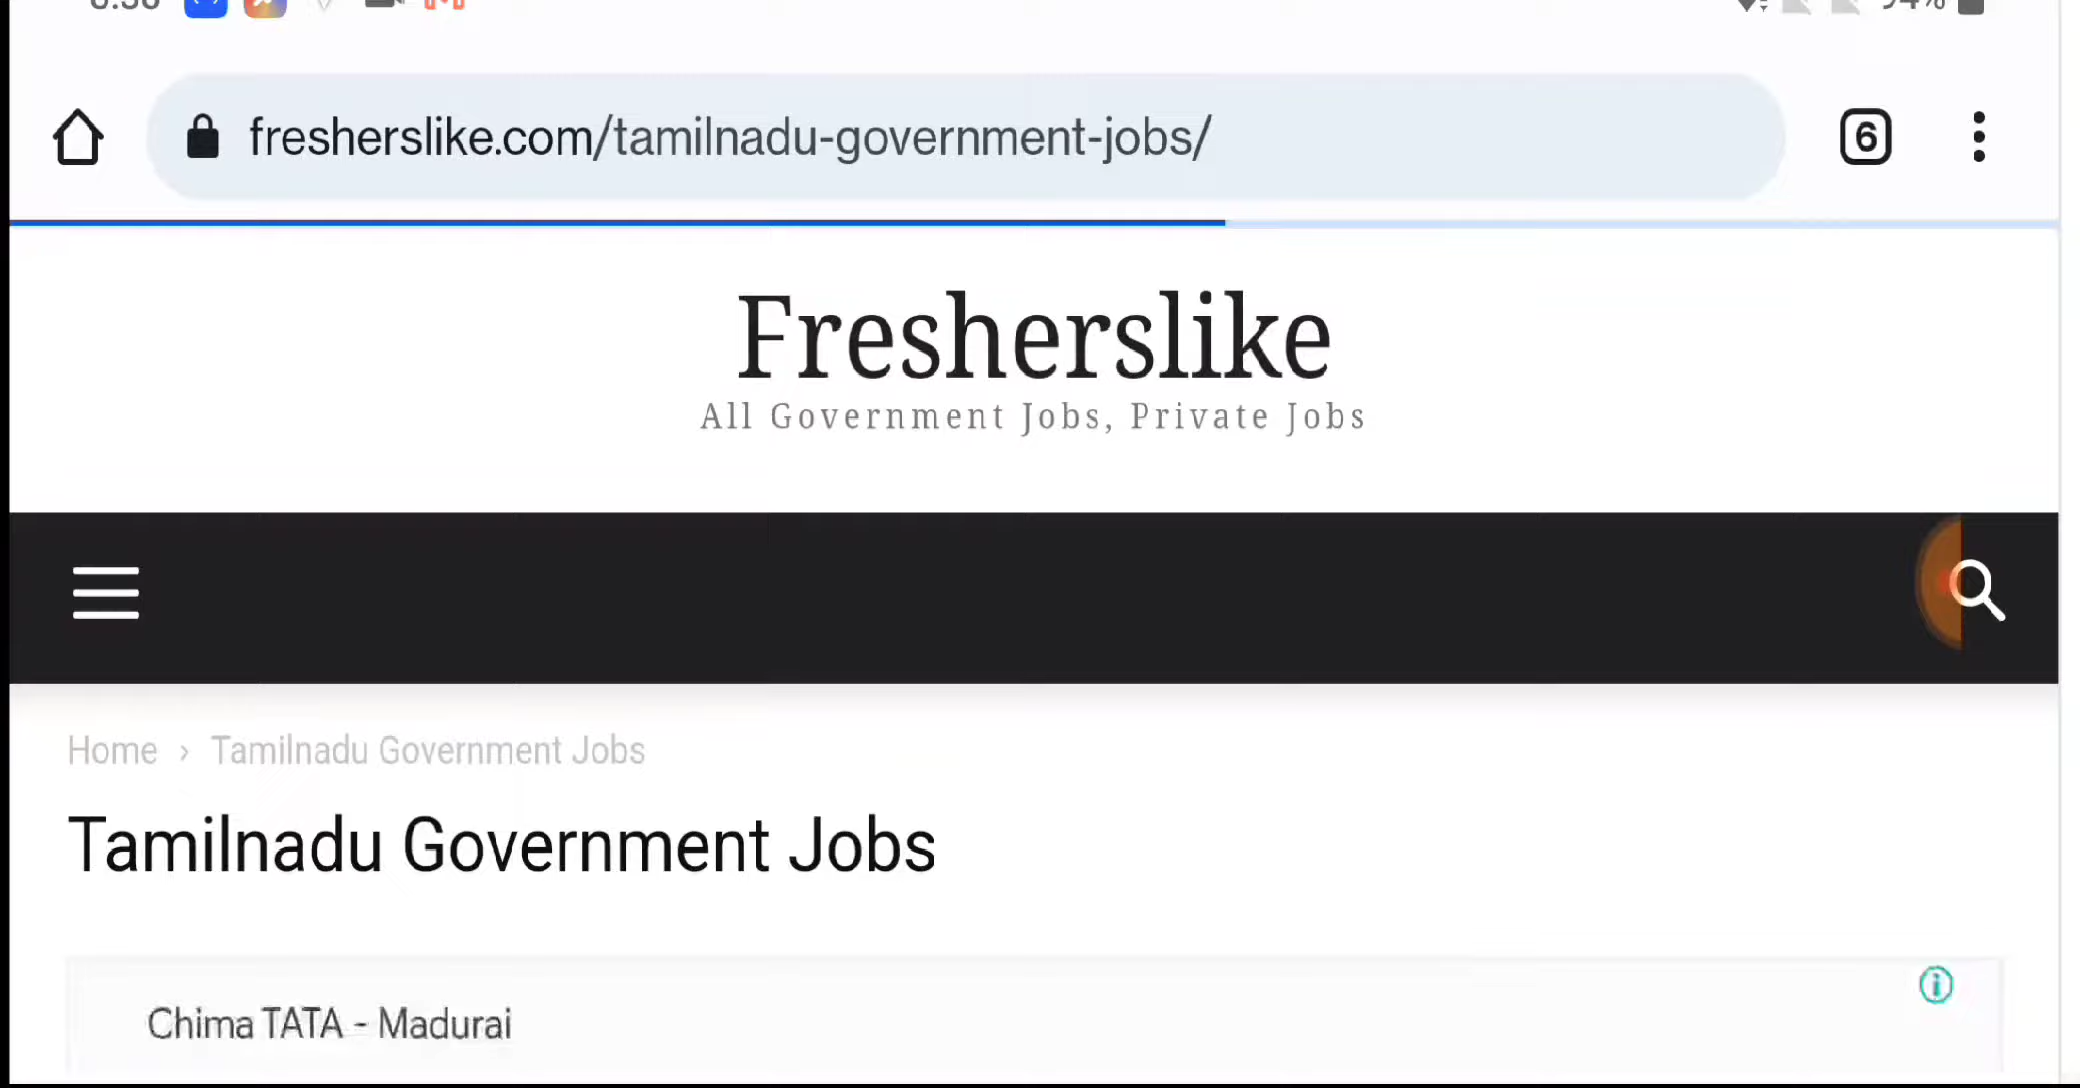 freshserslike.com/tamilnadu-government-jobs/
6
Fresherslike
All Government Jobs, Private Jobs
Home › Tamilnadu Government Jobs
Tamilnadu Government Jobs
Chima TATA - Madurai